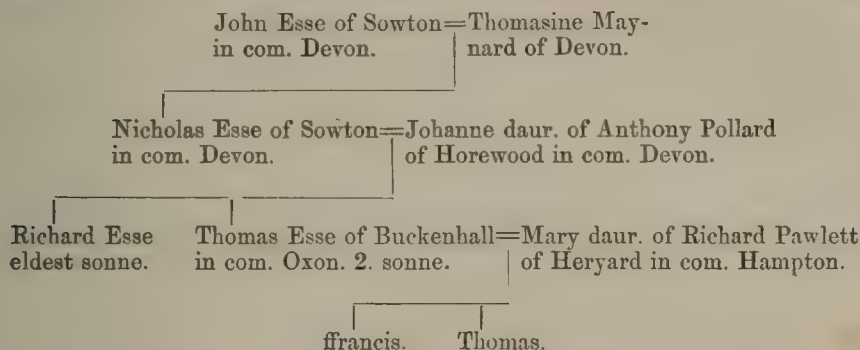 John Esse of Sowton=Thomasine May-
in com. Devon. nard of Devon.
Nicholas Esse of Sowton=Johanne daur. of Anthony Pollard
in com. Devon. of Horewood in com. Devon.
Richard Esse Thomas Esse of Buckenhall=Mary daur. of Richard Pawlett
eldest sonne. in com. Oxon. 2. sonne. of Heryard in com. Hampton.
ffrancis. Thomas.